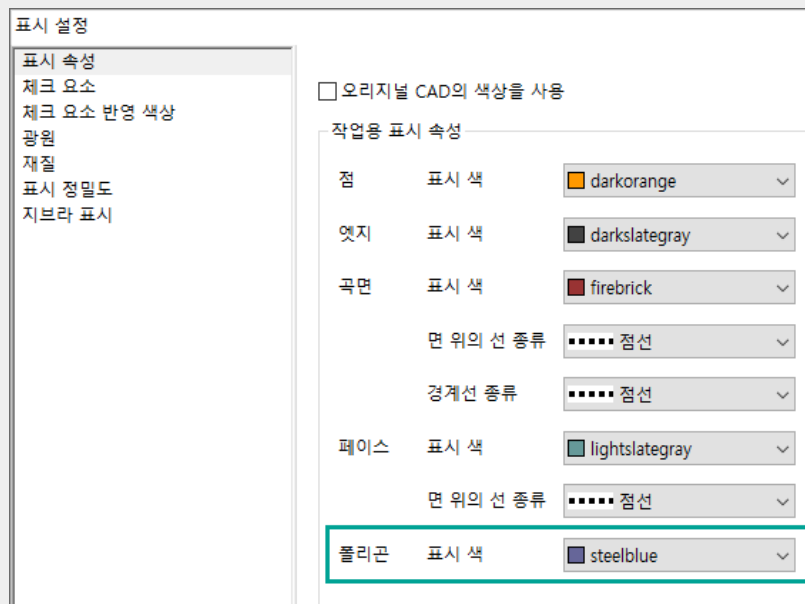 표시 설정
표시 속성
체크 요소
체크 요소 반영 색상
광원
재질
표시 정밀도
지브라 표시
오리지널 CAD의 색상을 사용
작업용 표시 속성
점 표시 색 darkorange
엣지 표시 색 darkslategray
곡면 표시 색 firebrick
면 위의 선 종류 점선
경계선 종류 점선
페이스 표시 색 lightslategray
면 위의 선 종류 점선
폴리곤 표시 색 steelblue